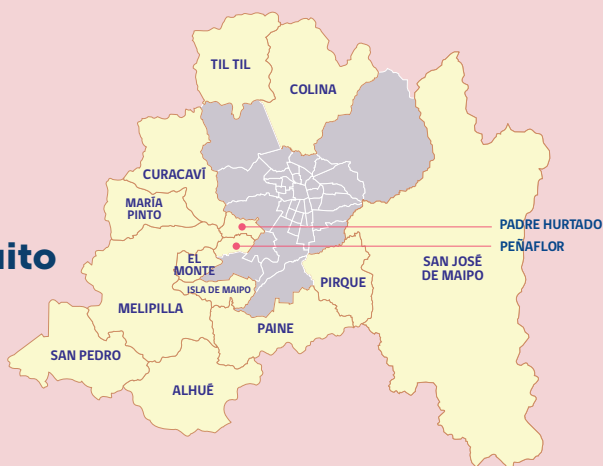 TIL TIL
COLINA
CURACAVÍ
MARÍA
PINTO
PADRE HURTADO
PEÑAFLOR
EL
MONTE
SAN JOSÉ
DE MAIPO
ISLA DE MAIPO
PIRQUE
MELIPILLA
PAINE
SAN PEDRO
ALHUÉ